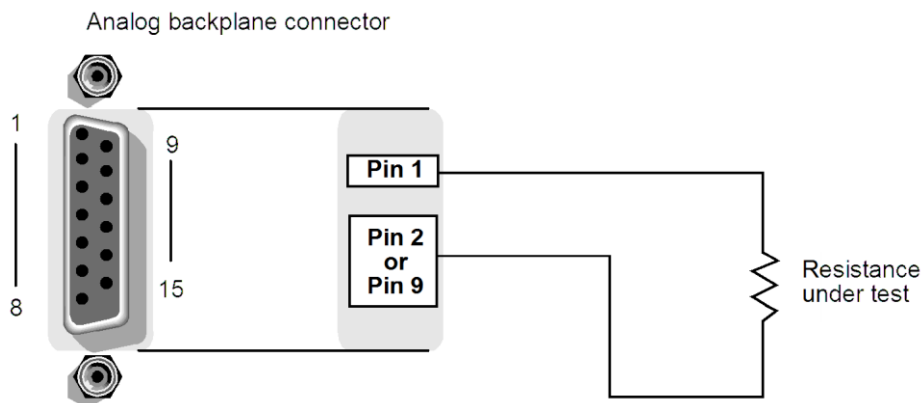 Analog backplane connector
1
9
8
15
Pin 1
Pin 2
or
Pin 9
Resistance
under test